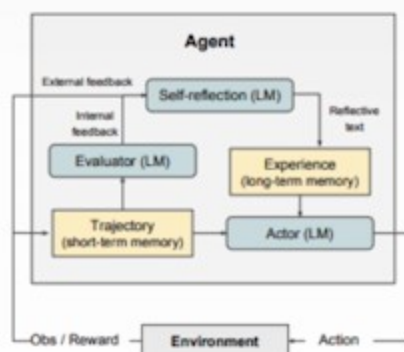 Agent
External feedback
Self-reflection (LM)
Internal
feedback
Reflective
text
Evaluator (LM)
Experience
(long-term memory)
Trajectory
(short-term memory)
Actor (LM)
Obs / Reward
Environment
Action